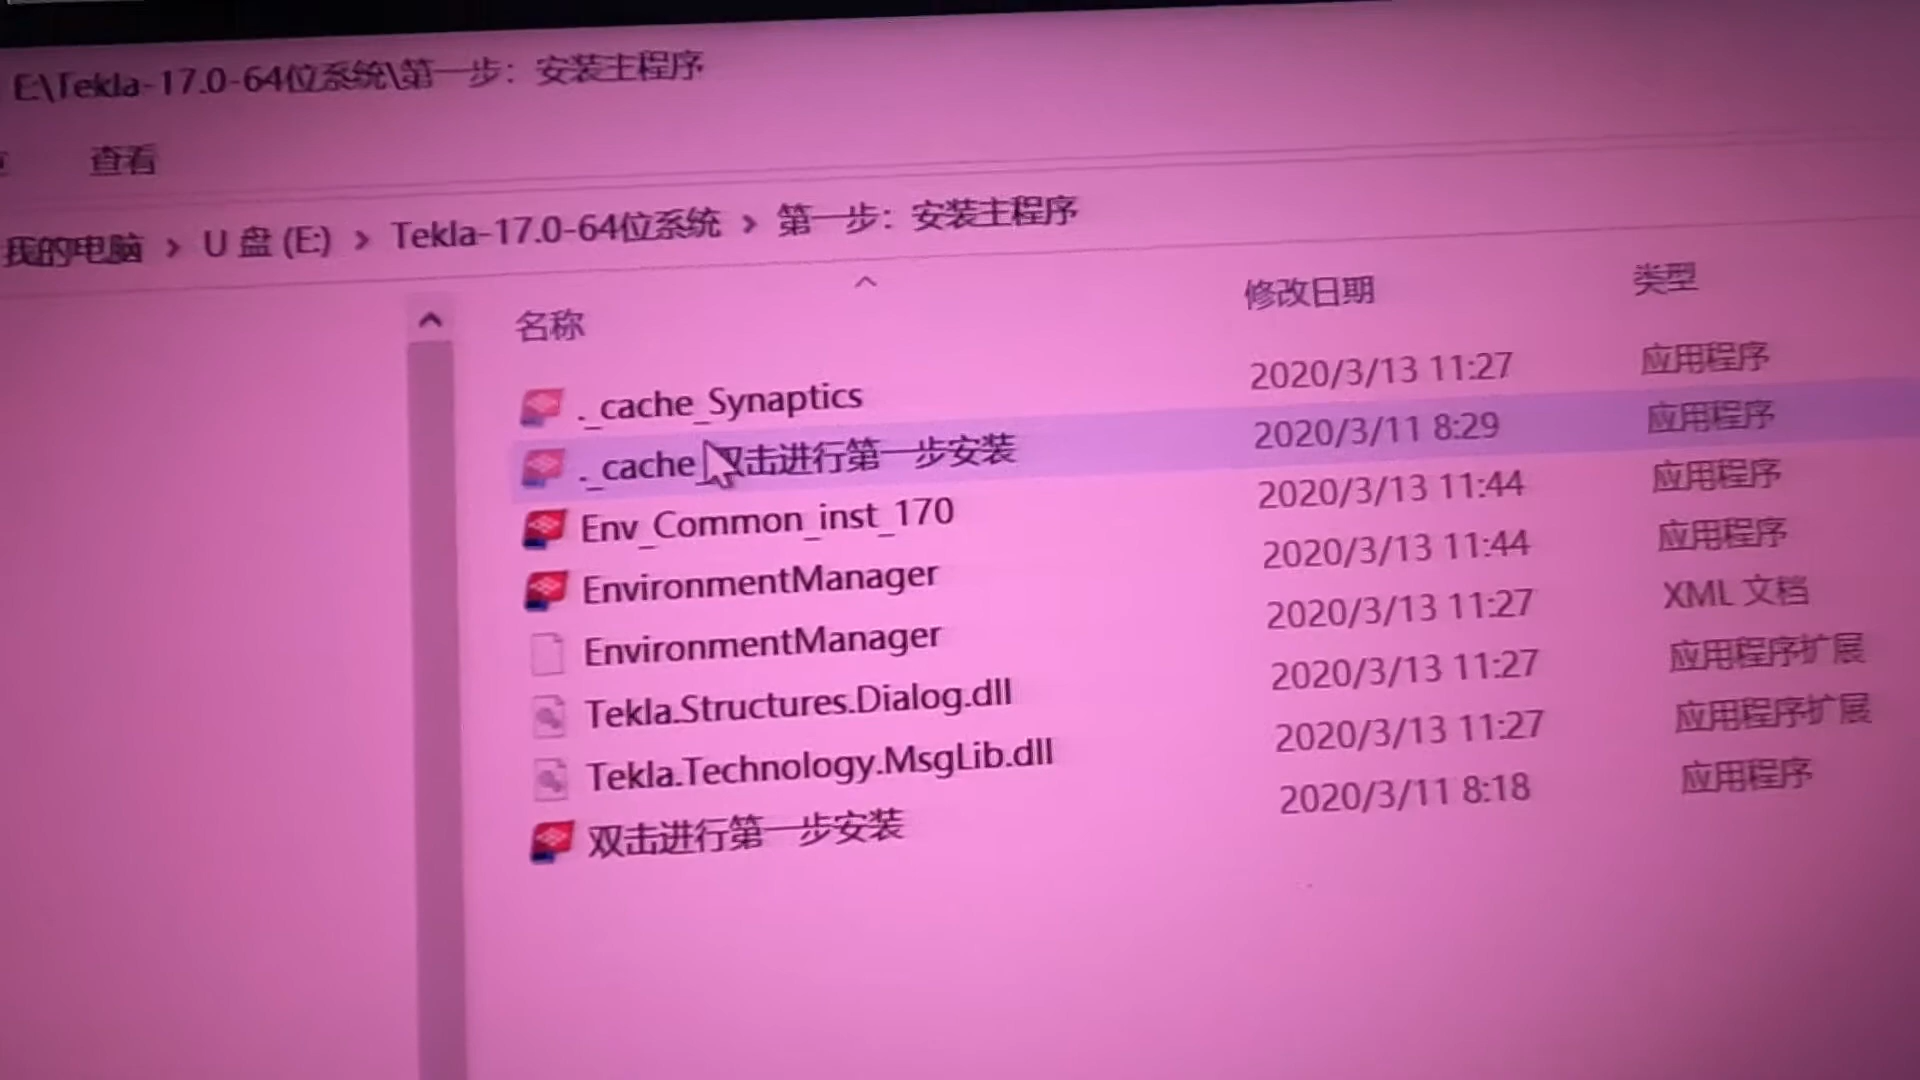 E:\Tekla-17.0-64位系统\第一步：安装主程序
查看
我的电脑 › U 盘 (E:) › Tekla-17.0-64位系统 › 第一步：安装主程序
名称 修改日期 类型
._cache_Synaptics 2020/3/13 11:27 应用程序
._cache_双击进行第一步安装 2020/3/11 8:29 应用程序
Env_Common_inst_170 2020/3/13 11:44 应用程序
EnvironmentManager 2020/3/13 11:44 应用程序
EnvironmentManager 2020/3/13 11:27 XML 文档
Tekla.Structures.Dialog.dll 2020/3/13 11:27 应用程序扩展
Tekla.Technology.MsgLib.dll 2020/3/13 11:27 应用程序扩展
双击进行第一步安装 2020/3/11 8:18 应用程序